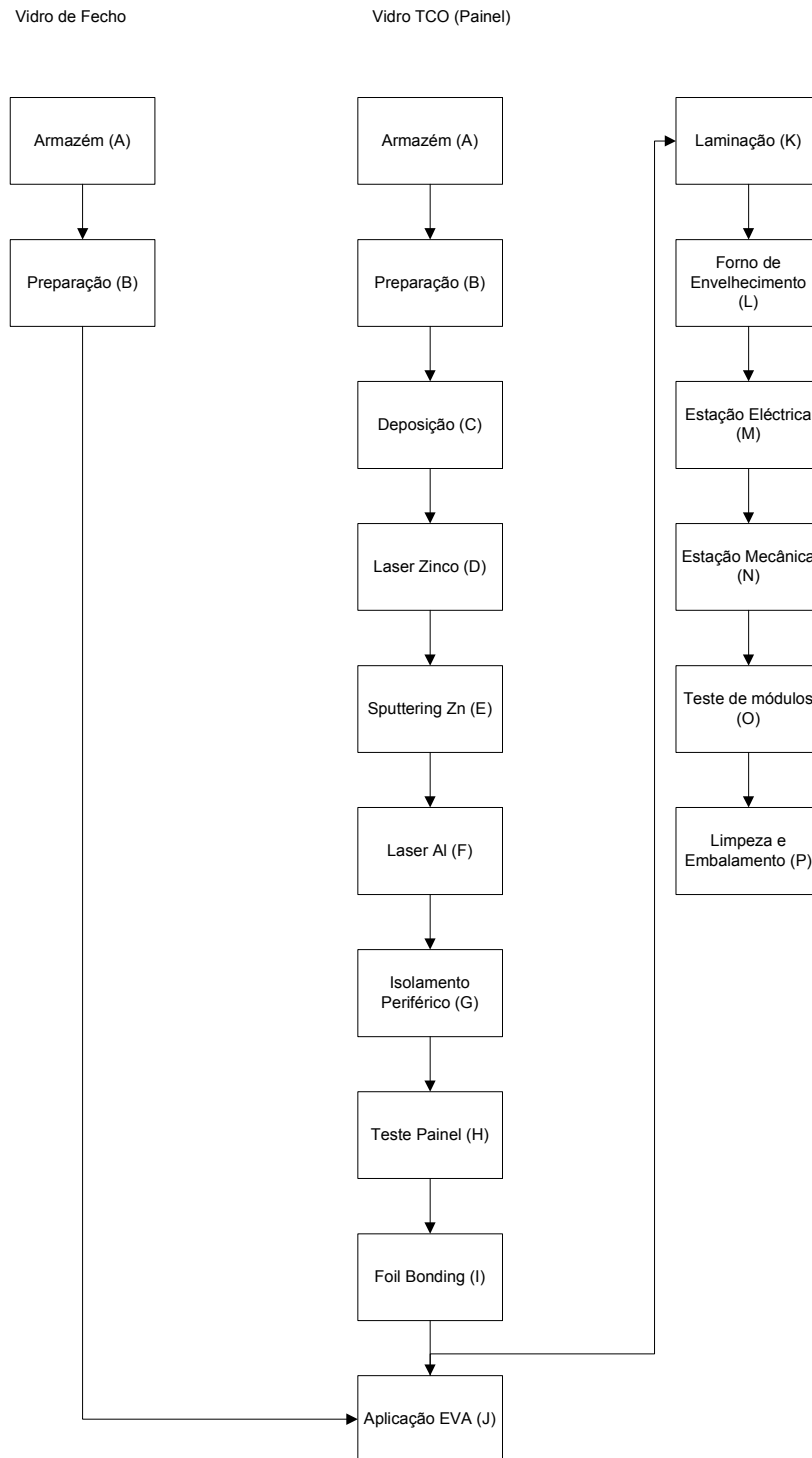 Vidro de Fecho
Vidro TCO (Painel)
Armazém (A)
Preparação (B)
Armazém (A)
Preparação (B)
Deposição (C)
Laser Zinco (D)
Sputtering Zn (E)
Laser Al (F)
Isolamento
Periférico (G)
Teste Painel (H)
Foil Bonding (I)
Aplicação EVA (J)
Laminação (K)
Forno de
Envelhecimento
(L)
Estação Eléctrica
(M)
Estação Mecânica
(N)
Teste de módulos
(O)
Limpeza e
Embalamento (P)